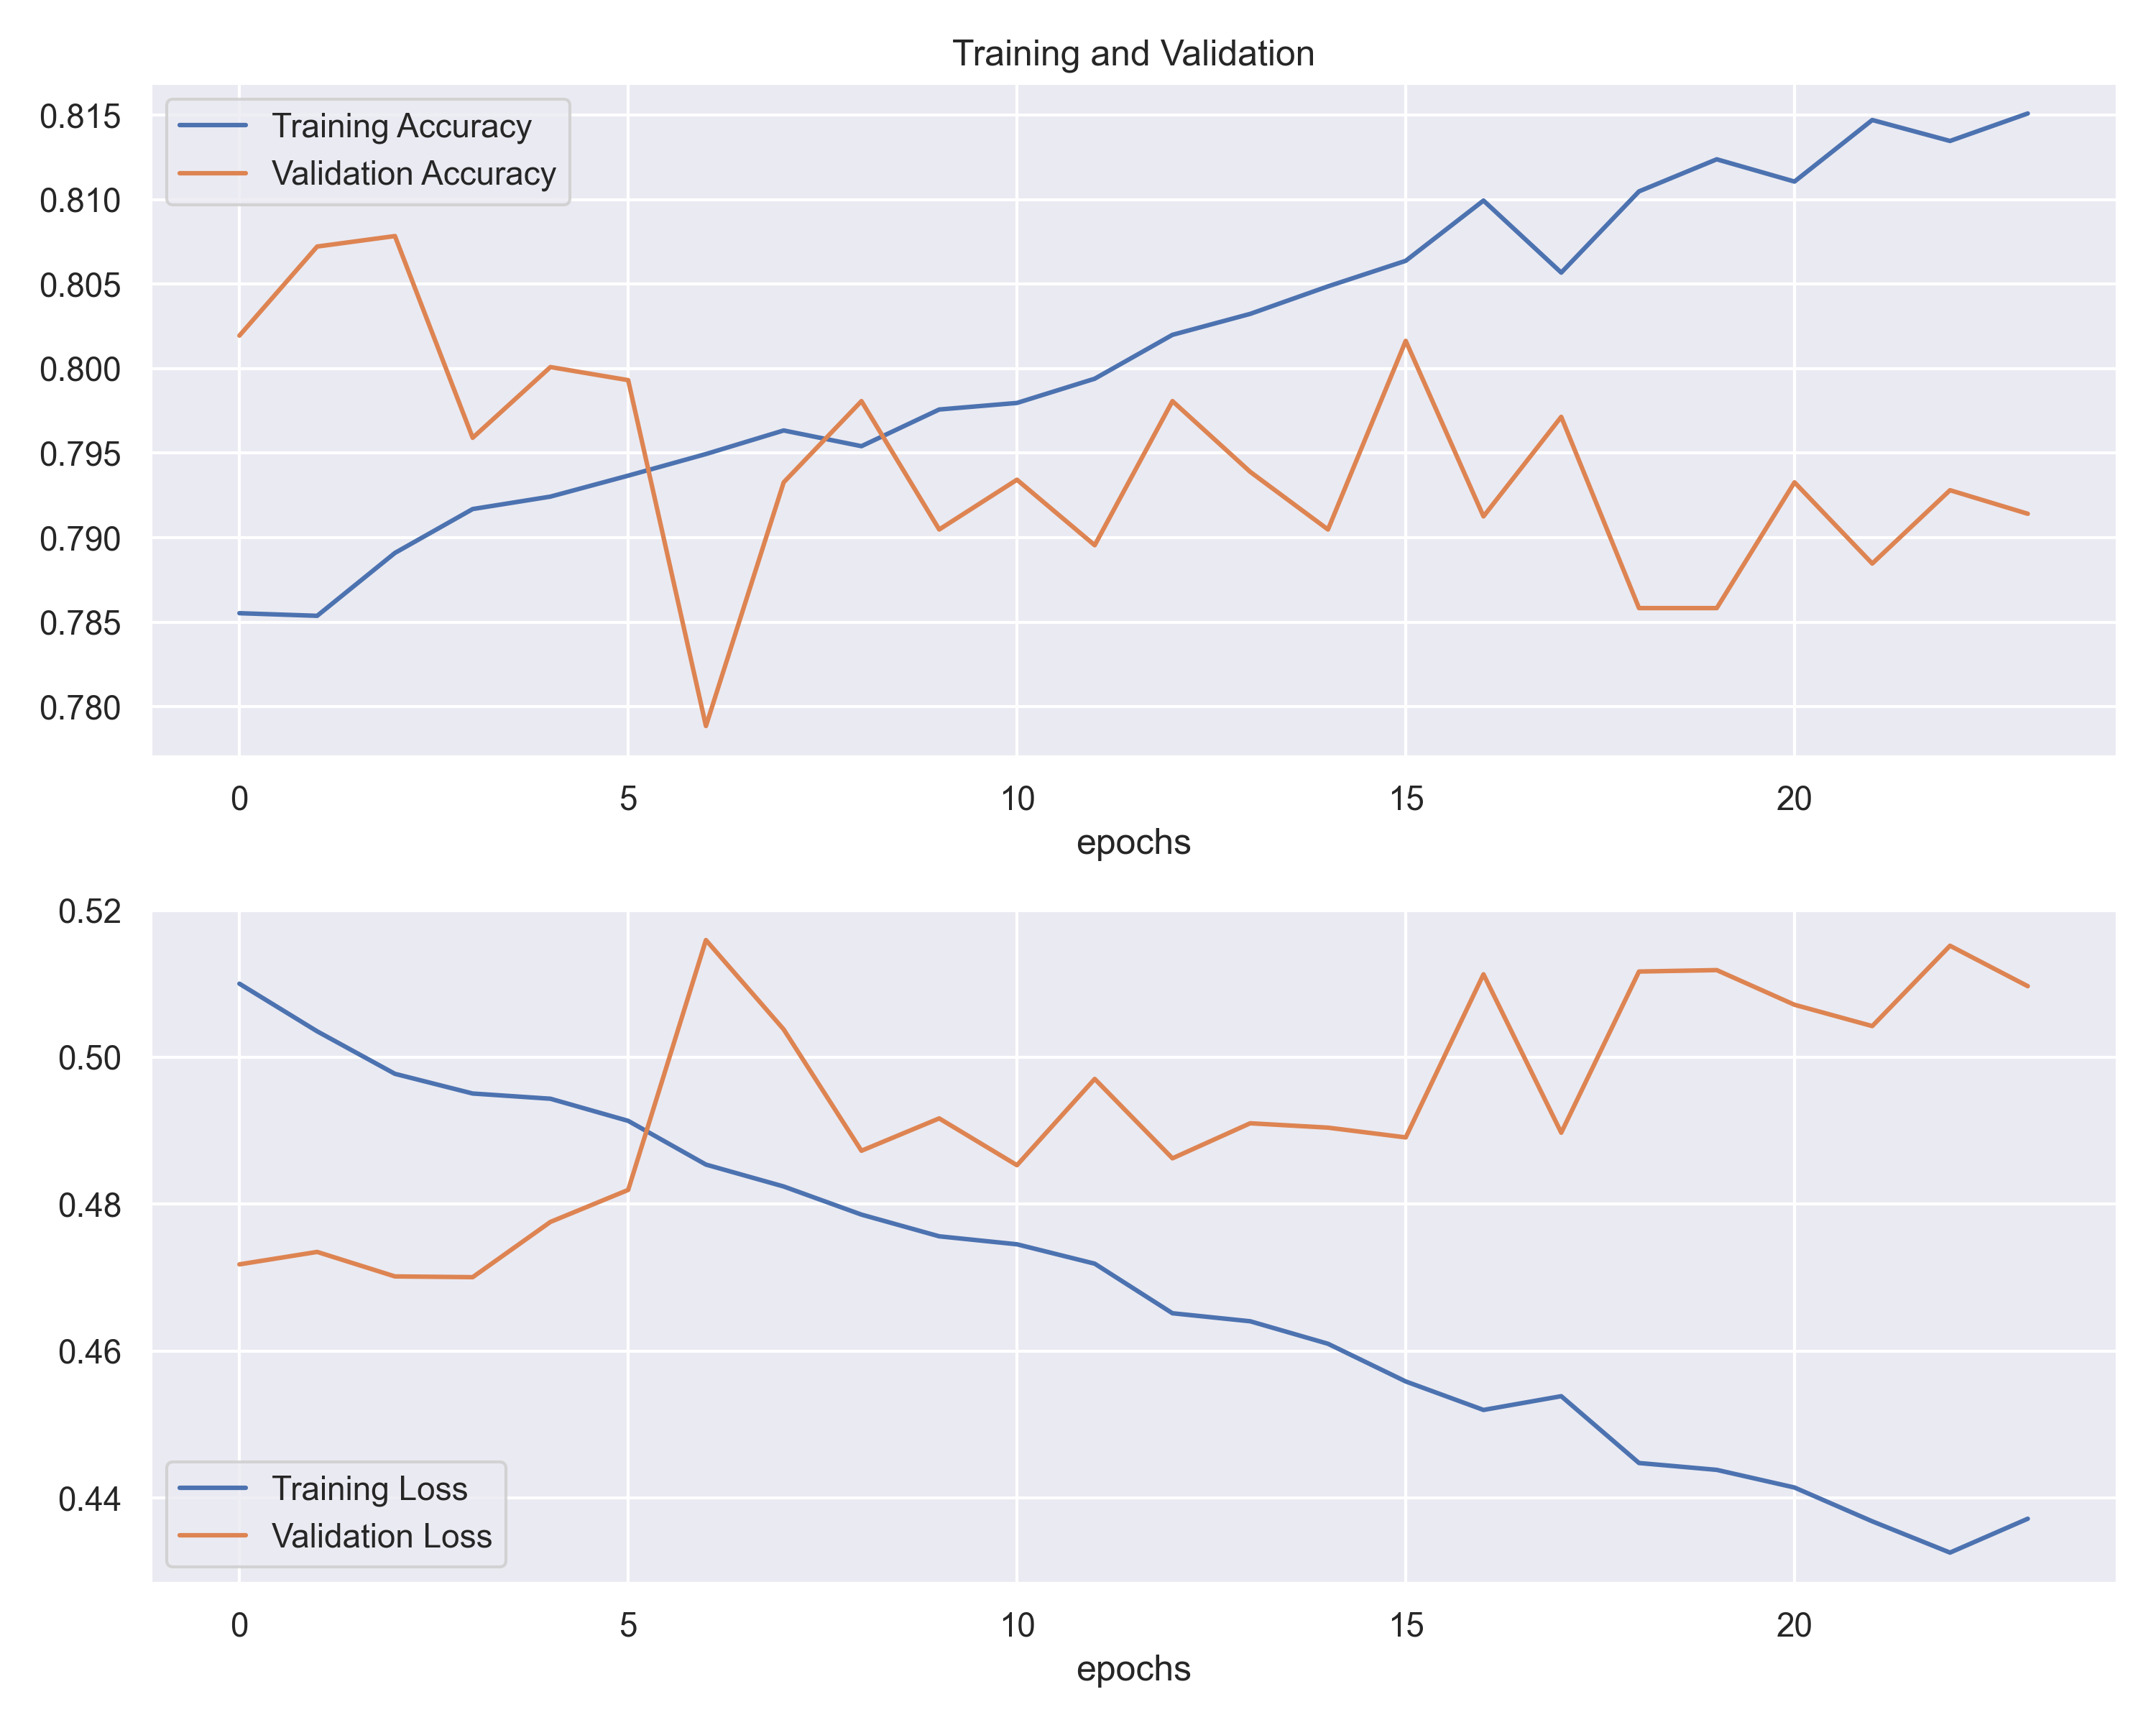 Training and Validation
0.815
0.810
0.805
0.800
0.795
0.790
0.785
0.780
Training Accuracy
Validation Accuracy
0 5 10 15 20
epochs
0.52
0.50
0.48
0.46
0.44
Training Loss
Validation Loss
0 5 10 15 20
epochs